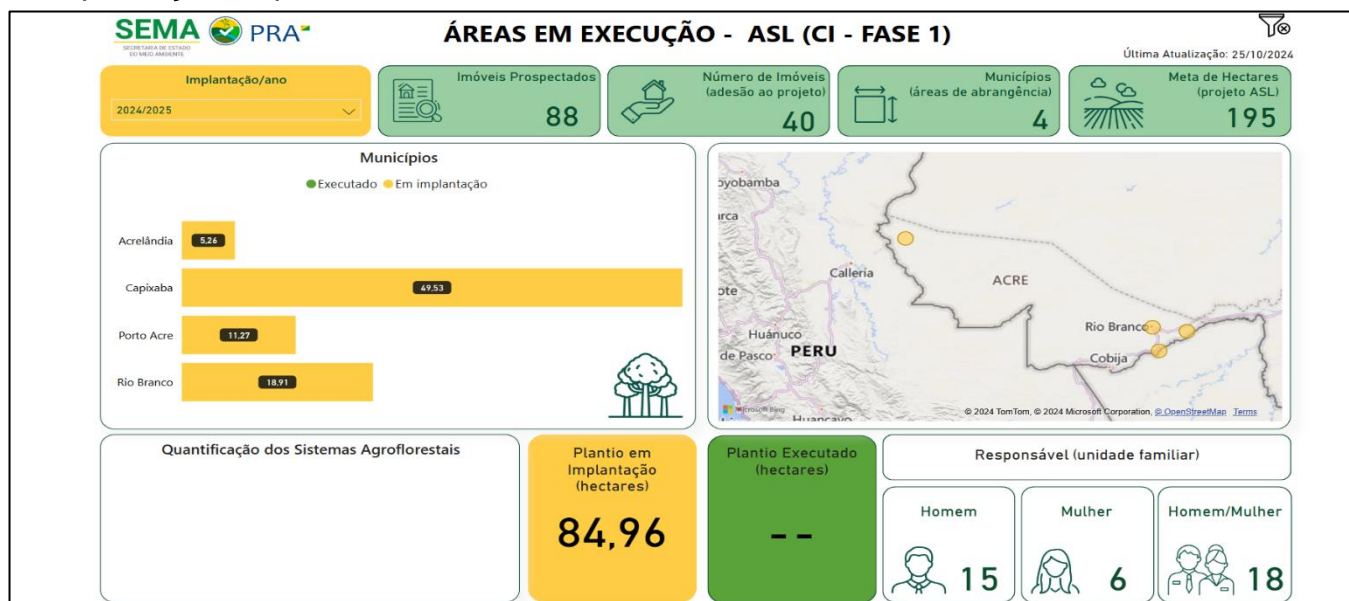 SEMA
PRA
SECRETARIA DE ESTADO
DO MEIO AMBIENTE
ÁREAS EM EXECUÇÃO - ASL (CI - FASE 1)
Última Atualização: 25/10/2024
Implantação/ano
2024/2025
Imóveis Prospectados
88
Número de Imóveis
(adesão ao projeto)
40
Municípios
(áreas de abrangência)
4
Meta de Hectares
(projeto ASL)
195
Municípios
Executado
Em implantação
Acrelândia
5,26
Capixaba
49,53
Porto Acre
11,27
Rio Branco
18,91
oyobamba
arca
Calleria
ACRE
ote
Huánuco
Rio Branco
de Pasco
PERU
Cobija
Microsoft Bing
Huancayo
© 2024 TomTom, © 2024 Microsoft Corporation, © OpenStreetMap Terms
Quantificação dos Sistemas Agroflorestais
Plantio em
Implantação
(hectares)
84,96
Plantio Executado
(hectares)
--
Responsável (unidade familiar)
Homem
15
Mulher
6
Homem/Mulher
18